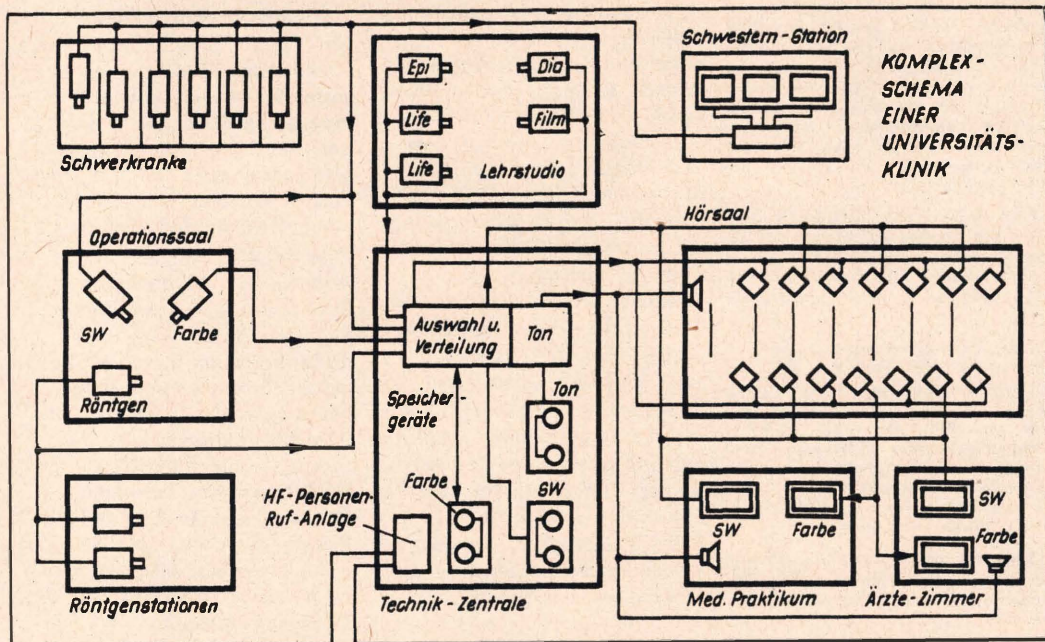 Schwerkranke
Epi
Dia
Life
Film
Life
Lehrstudio
Schwestern-Station
KOMPLEX-
SCHEMA
EINER
UNIVERSITÄTS-
KLINIK
Operationssaal
SW
Farbe
Röntgen
Röntgenstationen
Auswahl u.
Verteilung
Ton
Speicher-
geräte
Ton
Farbe
SW
HF-Personen-
Ruf-Anlage
Technik-Zentrale
Hörsaal
SW
Farbe
Med. Praktikum
SW
Farbe
Ärzte-Zimmer